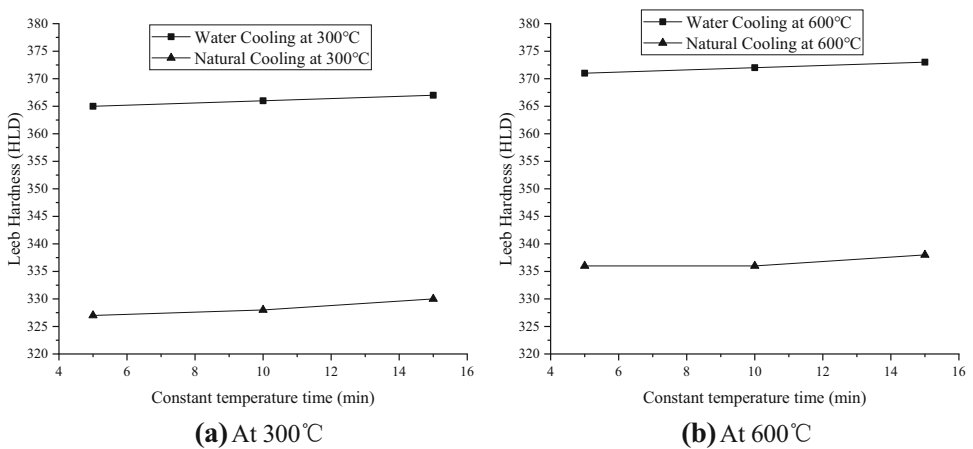 380
375
370
365
360
355
350
345
340
335
330
325
320
Leeb Hardness (HLD)
Water Cooling at 300℃
Natural Cooling at 300℃
4 6 8 10 12 14 16
Constant temperature time (min)
(a) At 300℃
380
375
370
365
360
355
350
345
340
335
330
325
320
Leeb Hardness (HLD)
Water Cooling at 600℃
Natural Cooling at 600℃
4 6 8 10 12 14 16
Constant temperature time (min)
(b) At 600℃